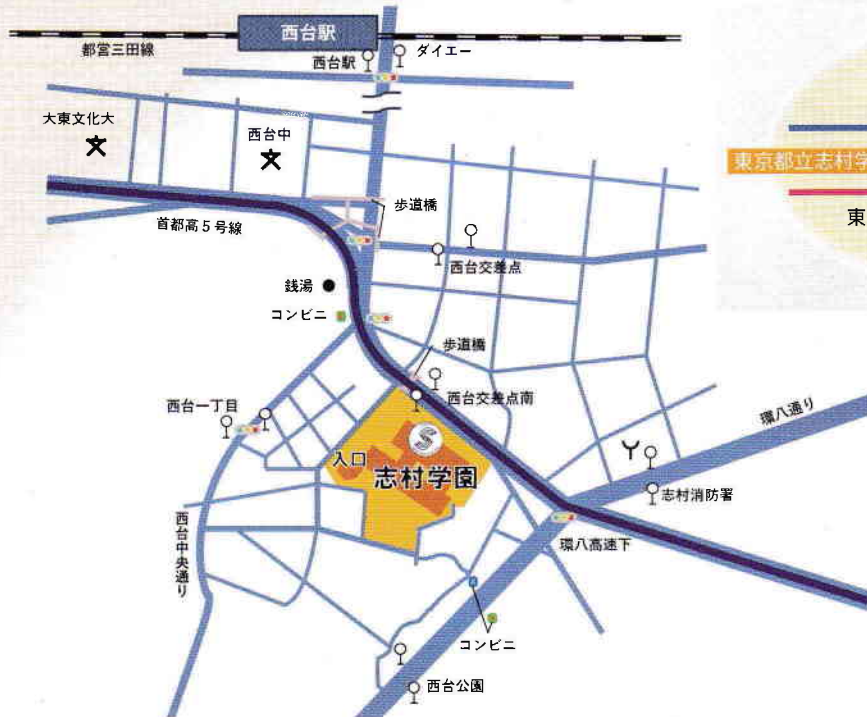 西台駅
都営三田線
西台駅
ダイエー
大東文化大
西台中
東京都立志村学
東
歩道橋
首都高5号線
西台交差点
銭湯
コンビニ
歩道橋
西台交差点南
西台一丁目
環八通り
入口
志村学園
志村消防署
西台中央通り
環八高速下
コンビニ
西台公園